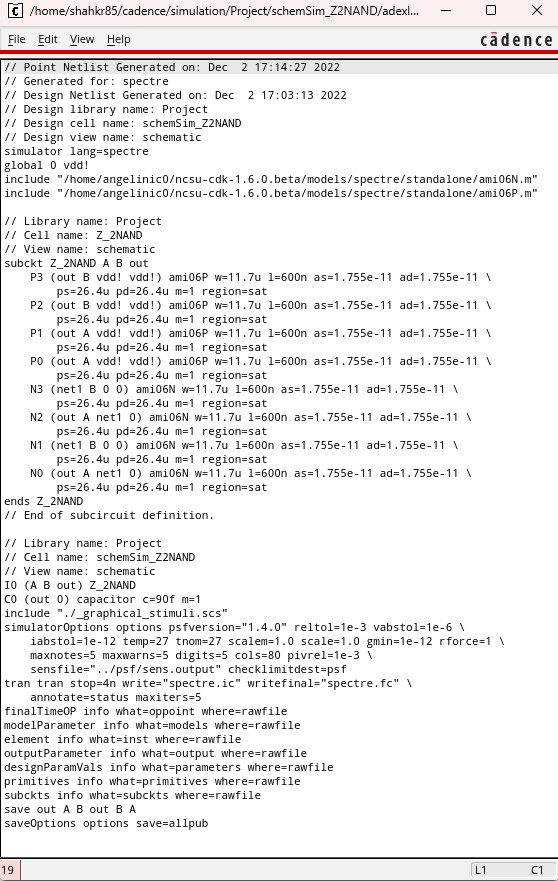 /home/shahkr85/cadence/simulation/Project/schemSim_Z2NAND/adexl...
File Edit View Help cādence
// Point Netlist Generated on: Dec  2 17:14:27 2022
// Generated for: spectre
// Design Netlist Generated on: Dec  2 17:03:13 2022
// Design library name: Project
// Design cell name: schemSim_Z2NAND
// Design view name: schematic
simulator lang=spectre
global 0 vdd!
include "/home/angelinic0/ncsu-cdk-1.6.0.beta/models/spectre/standalone/ami06N.m"
include "/home/angelinic0/ncsu-cdk-1.6.0.beta/models/spectre/standalone/ami06P.m"
// Library name: Project
// Cell name: Z_2NAND
// View name: schematic
subckt Z_2NAND A B out
P3 (out B vdd! vdd!) ami06P w=11.7u l=600n as=1.755e-11 ad=1.755e-11 \
ps=26.4u pd=26.4u m=1 region=sat
P2 (out B vdd! vdd!) ami06P w=11.7u l=600n as=1.755e-11 ad=1.755e-11 \
ps=26.4u pd=26.4u m=1 region=sat
P1 (out A vdd! vdd!) ami06P w=11.7u l=600n as=1.755e-11 ad=1.755e-11 \
ps=26.4u pd=26.4u m=1 region=sat
P0 (out A vdd! vdd!) ami06P w=11.7u l=600n as=1.755e-11 ad=1.755e-11 \
ps=26.4u pd=26.4u m=1 region=sat
N3 (net1 B 0 0) ami06N w=11.7u l=600n as=1.755e-11 ad=1.755e-11 \
ps=26.4u pd=26.4u m=1 region=sat
N2 (out A net1 0) ami06N w=11.7u l=600n as=1.755e-11 ad=1.755e-11 \
ps=26.4u pd=26.4u m=1 region=sat
N1 (net1 B 0 0) ami06N w=11.7u l=600n as=1.755e-11 ad=1.755e-11 \
ps=26.4u pd=26.4u m=1 region=sat
N0 (out A net1 0) ami06N w=11.7u l=600n as=1.755e-11 ad=1.755e-11 \
ps=26.4u pd=26.4u m=1 region=sat
ends Z_2NAND
// End of subcircuit definition.
// Library name: Project
// Cell name: schemSim_Z2NAND
// View name: schematic
I0 (A B out) Z_2NAND
C0 (out 0) capacitor c=90f m=1
include "./_graphical_stimuli.scs"
simulatorOptions options psfversion="1.4.0" reltol=1e-3 vabstol=1e-6 \
iabstol=1e-12 temp=27 tnom=27 scalem=1.0 scale=1.0 gmin=1e-12 rforce=1 \
maxnotes=5 maxwarns=5 digits=5 cols=80 pivrel=1e-3 \
sensfile="../psf/sens.output" checklimitdest=psf
tran tran stop=4n write="spectre.ic" writefinal="spectre.fc" \
annotate=status maxiters=5
finalTimeOP info what=oppoint where=rawfile
modelParameter info what=models where=rawfile
element info what=inst where=rawfile
outputParameter info what=output where=rawfile
designParamVals info what=parameters where=rawfile
primitives info what=primitives where=rawfile
subckts info what=subckts where=rawfile
save out A B out B A
saveOptions options save=allpub
19 L1 C1